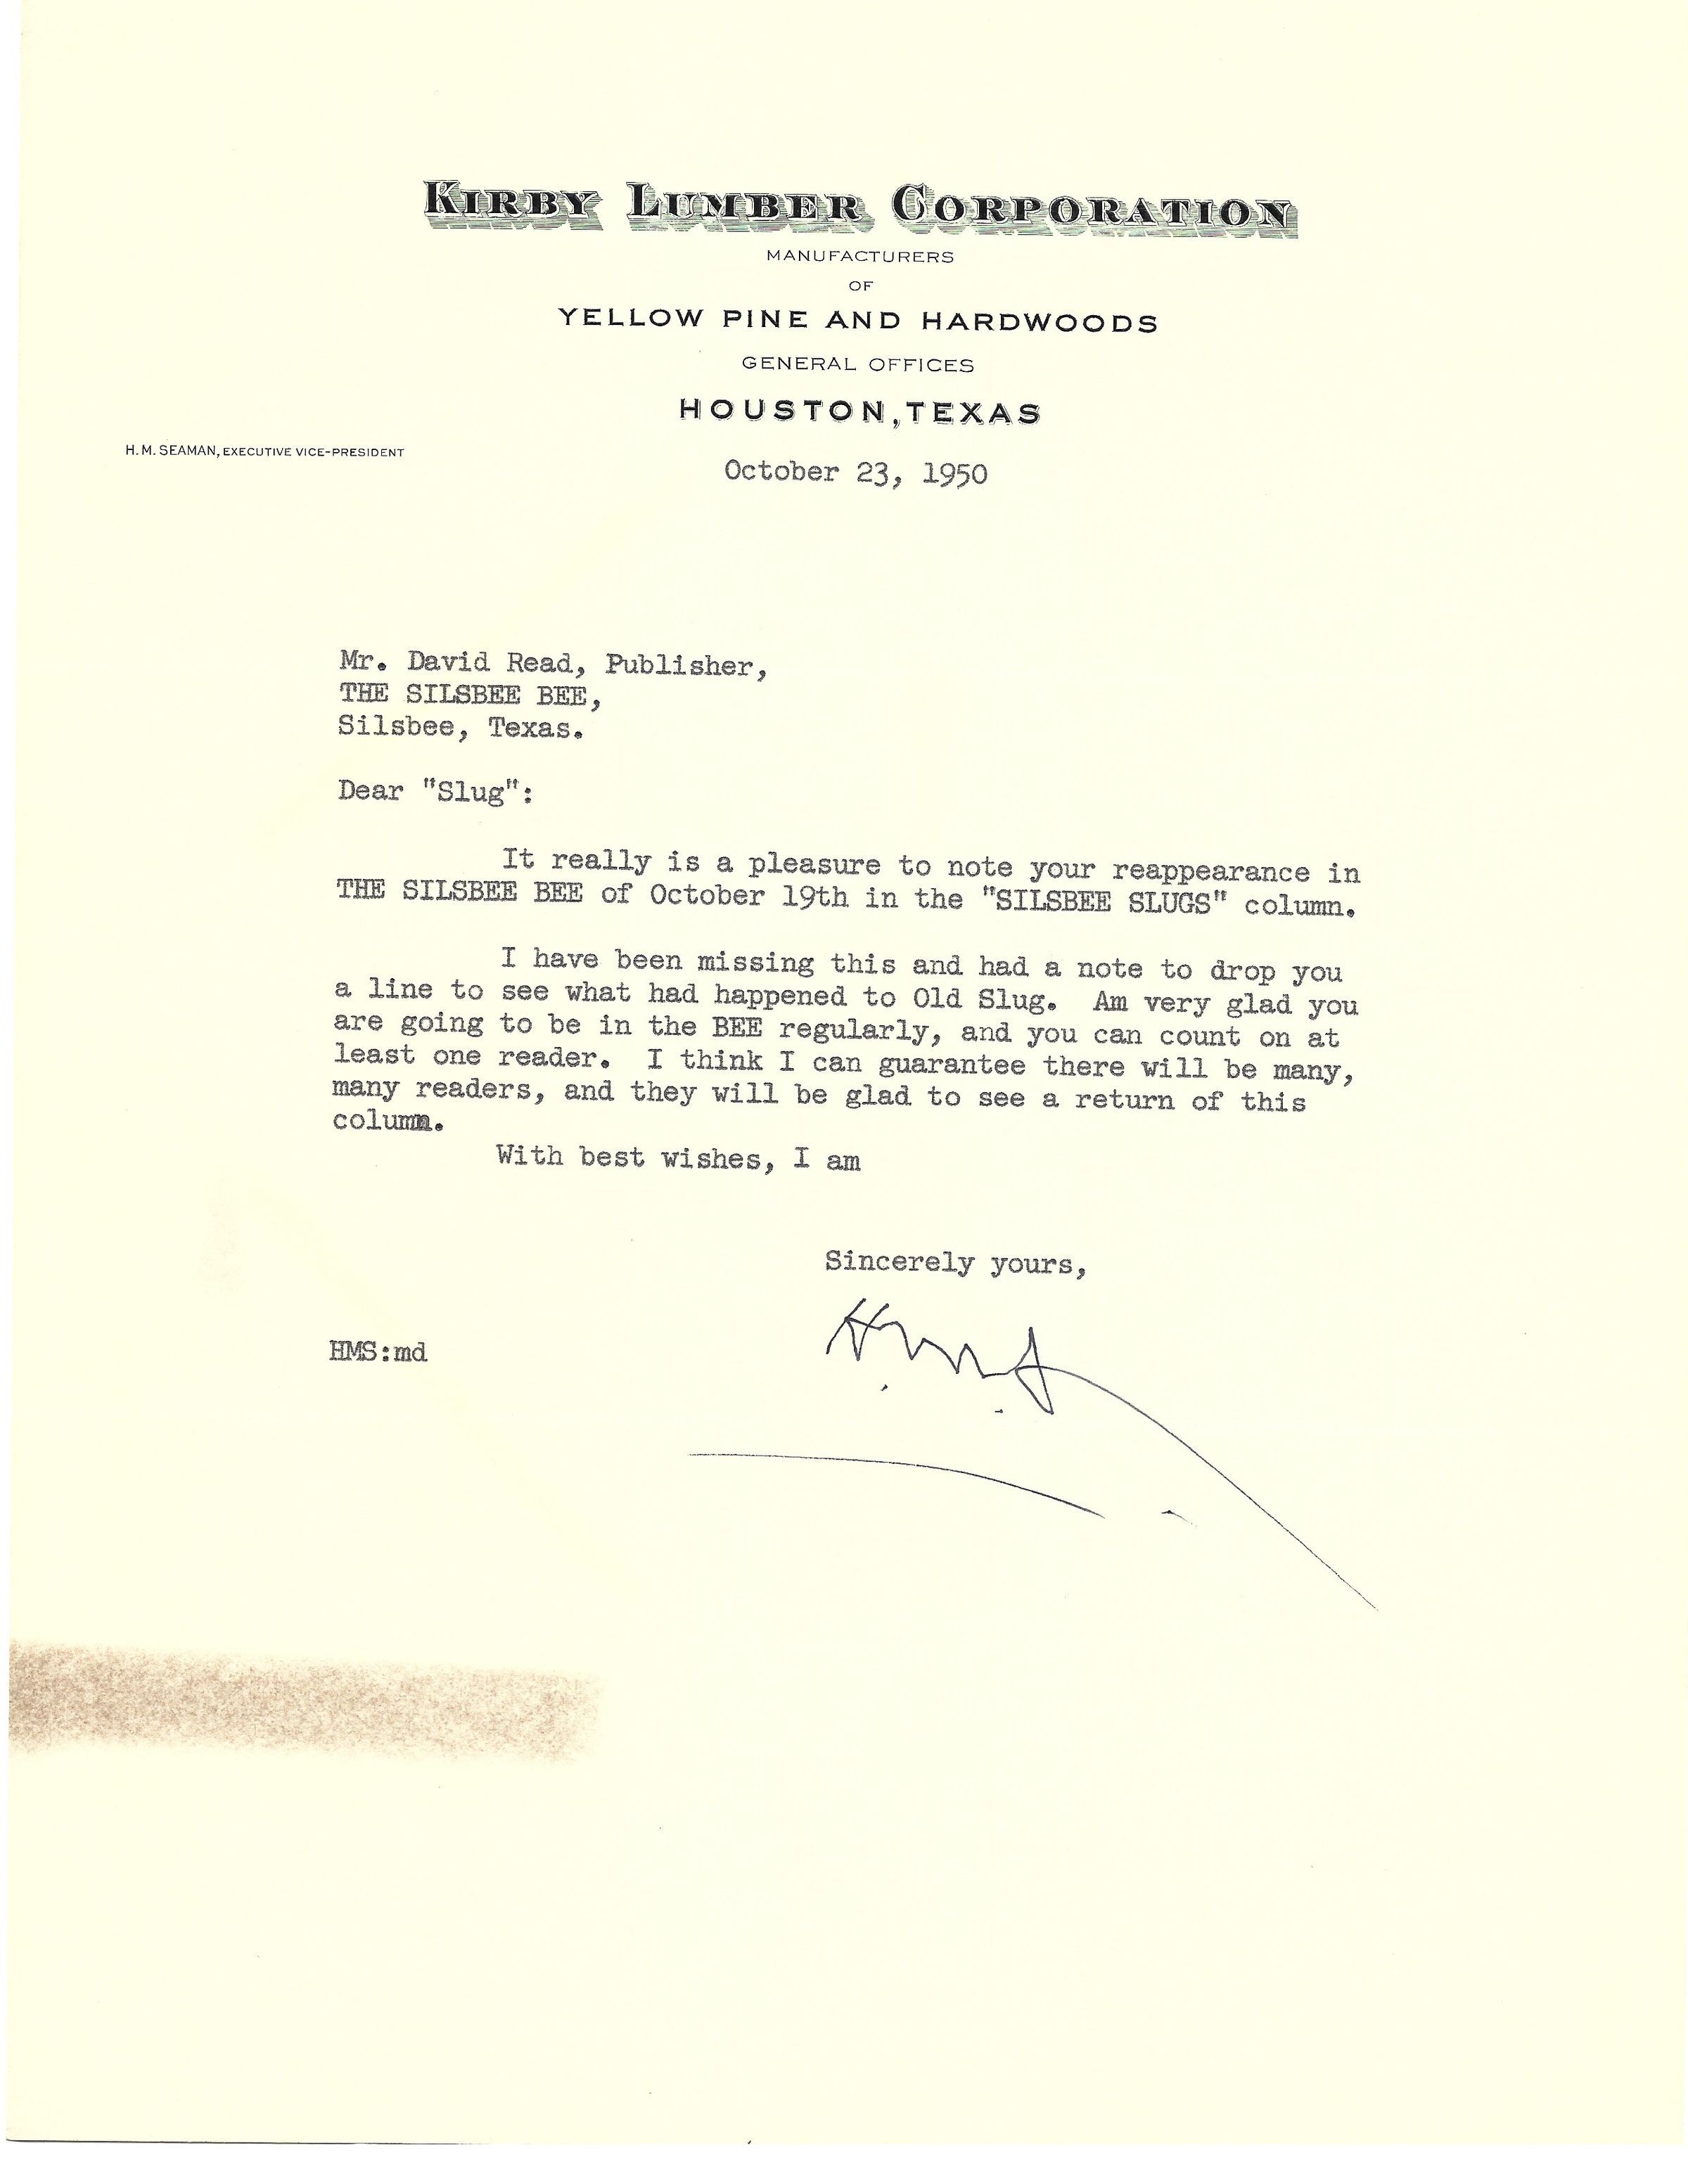 KIRBY LUMBER CORPORATION
MANUFACTURERS
OF
YELLOW PINE AND HARDWOODS
GENERAL OFFICES
HOUSTON, TEXAS
H. M. SEAMAN, EXECUTIVE VICE-PRESIDENT
October 23, 1950
Mr. David Read, Publisher,
THE SILSBEE BEE,
Silsbee, Texas.
Dear "Slug":
It really is a pleasure to note your reappearance in
THE SILSBEE BEE of October 19th in the "SILSBEE SLUGS" column.
I have been missing this and had a note to drop you
a line to see what had happened to Old Slug. Am very glad you
are going to be in the BEE regularly, and you can count on at
least one reader. I think I can guarantee there will be many,
many readers, and they will be glad to see a return of this
column.
With best wishes, I am
Sincerely yours,
H.M.S.
HMS:md